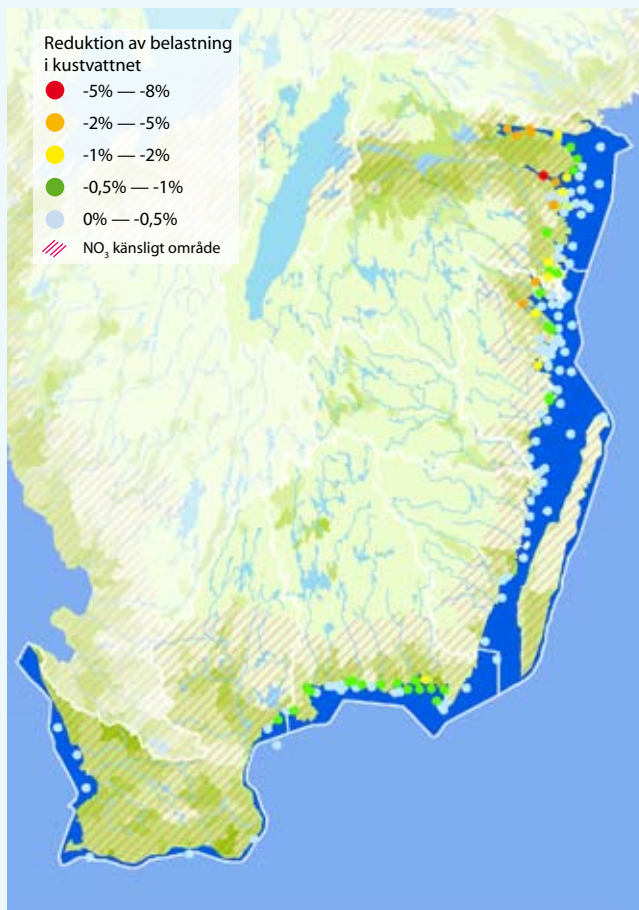 Reduktion av belastning
i kustvattnet
-5% — -8%
-2% — -5%
-1% — -2%
-0,5% — -1%
0% — -0,5%
NO₃ känsligt område